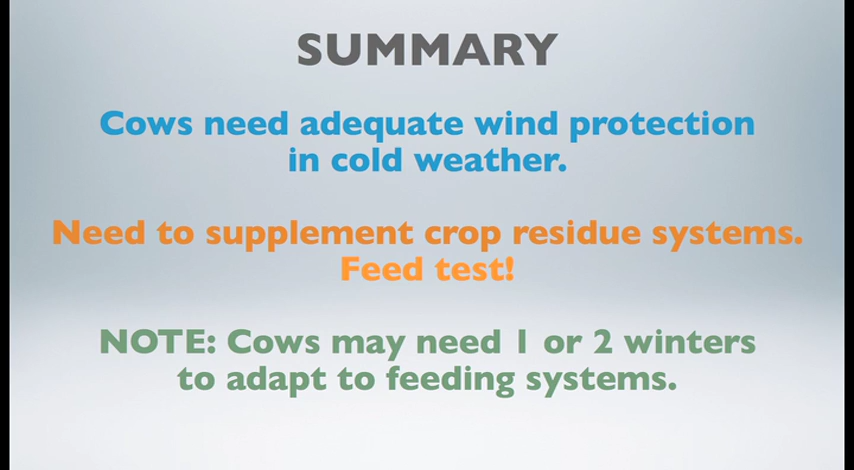 SUMMARY
Cows need adequate wind protection
in cold weather.
Need to supplement crop residue systems.
Feed test!
NOTE: Cows may need 1 or 2 winters
to adapt to feeding systems.